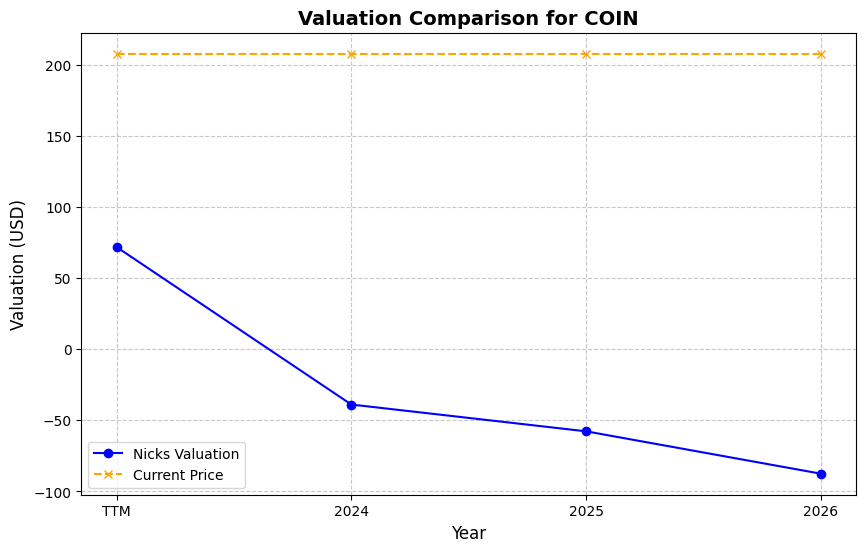 Valuation Comparison for COIN
Valuation (USD)
200
150
100
50
0
−50
−100
Nicks Valuation
Current Price
TTM
2024
2025
2026
Year